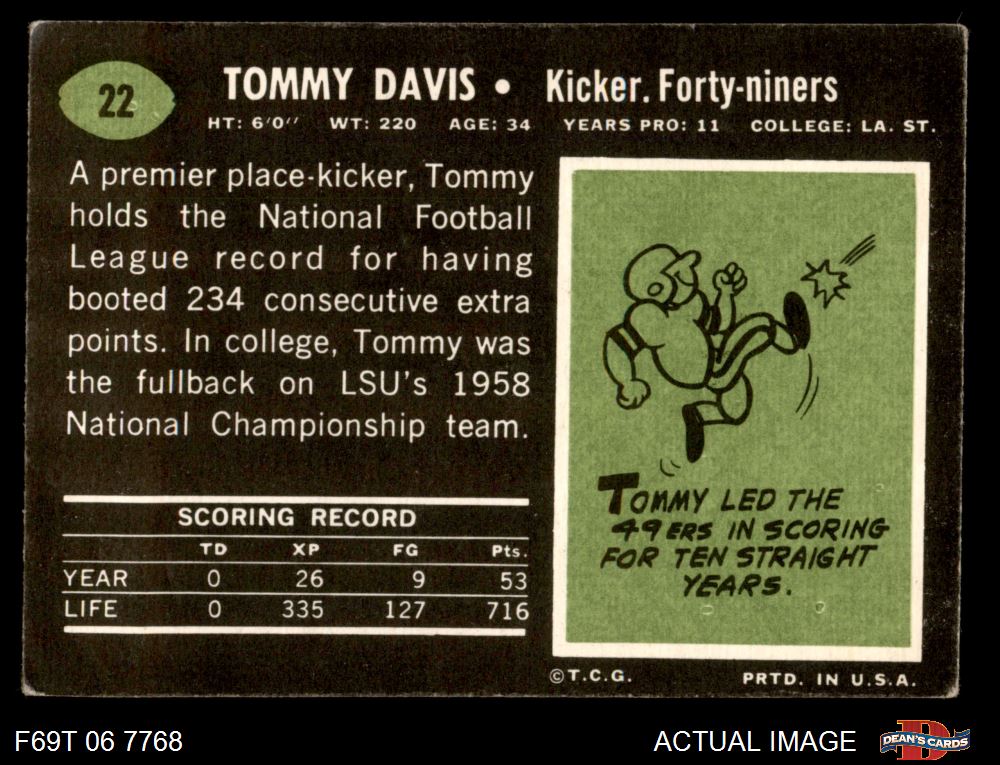 22
TOMMY DAVIS • Kicker. Forty-niners
HT: 6'0" WT: 220 AGE: 34 YEARS PRO: 11 COLLEGE: LA. ST.
A premier place-kicker, Tommy
holds the National Football
League record for having
booted 234 consecutive extra
points. In college, Tommy was
the fullback on LSU's 1958
National Championship team.
SCORING RECORD
TD XP FG Pts.
YEAR 0 26 9 53
LIFE 0 335 127 716
TOMMY LED THE
49ERS IN SCORING
FOR TEN STRAIGHT
YEARS.
©T.C.G. PRTD. IN U.S.A.
F69T 06 7768
ACTUAL IMAGE
D
DEAN'S CARDS